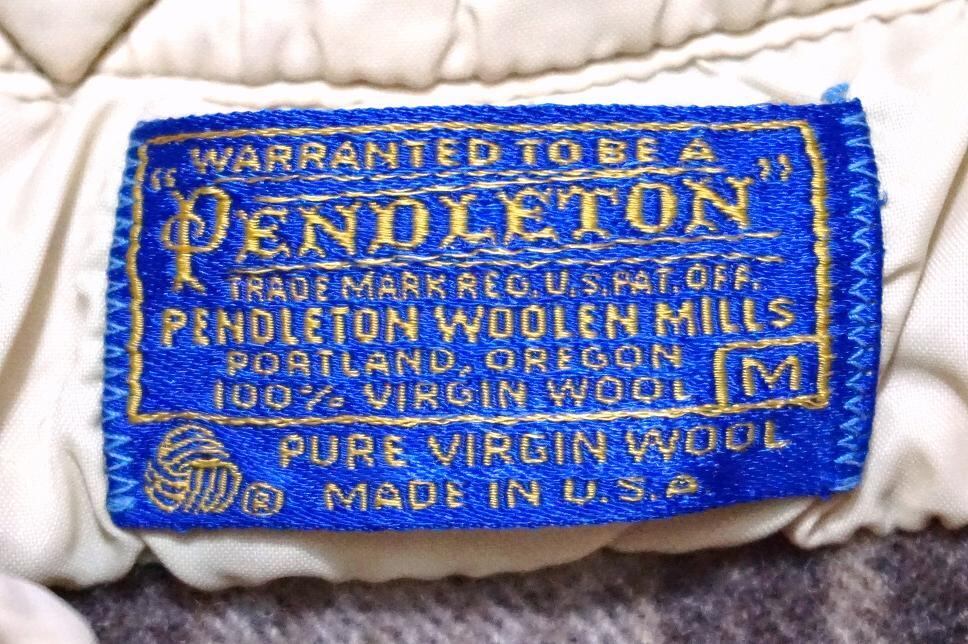 WARRANTED TO BE A
"PENDLETON"
TRADE MARK REG. U.S. PAT. OFF.
PENDLETON WOOLEN MILLS
PORTLAND, OREGON
100% VIRGIN WOOL M
PURE VIRGIN WOOL
® MADE IN U.S.A.